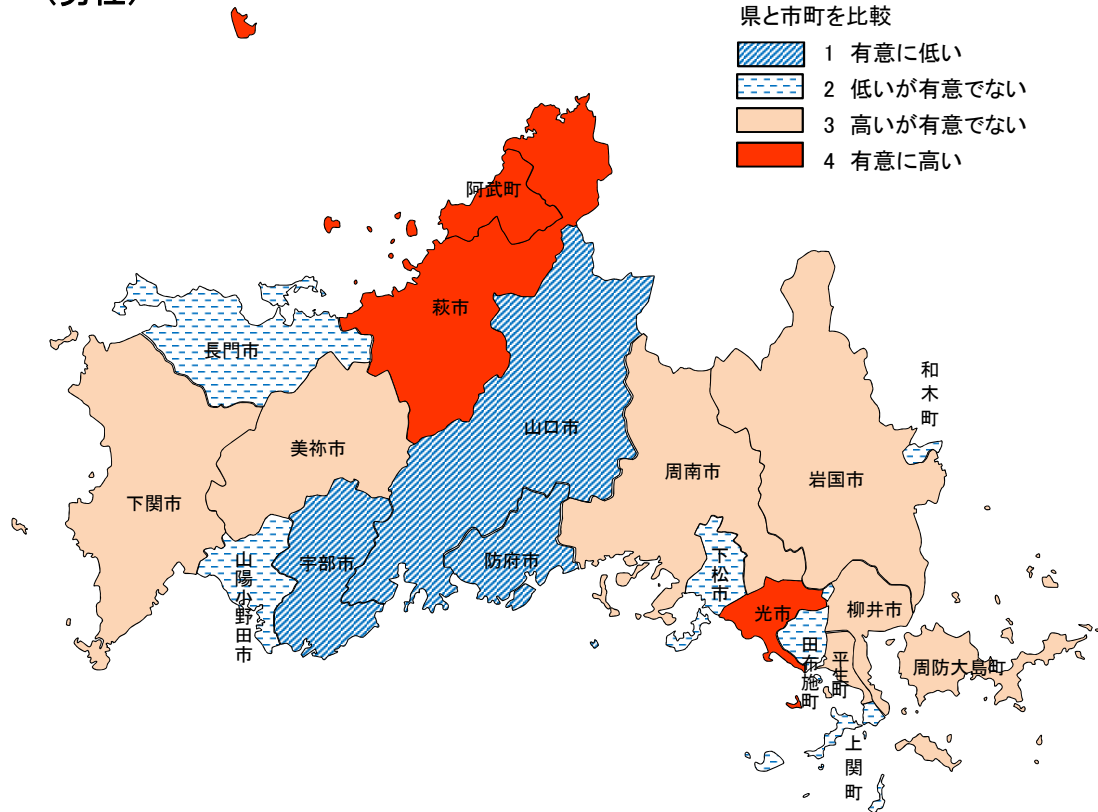 （男性）
県と市町を比較
1 有意に低い
2 低いが有意でない
3 高いが有意でない
4 有意に高い
阿武町
萩市
長門市
和木町
山口市
美祢市
周南市
岩国市
下関市
山陽小野田市
宇部市
防府市
下松市
光市
柳井市
田布施町
平生町
周防大島町
上関町